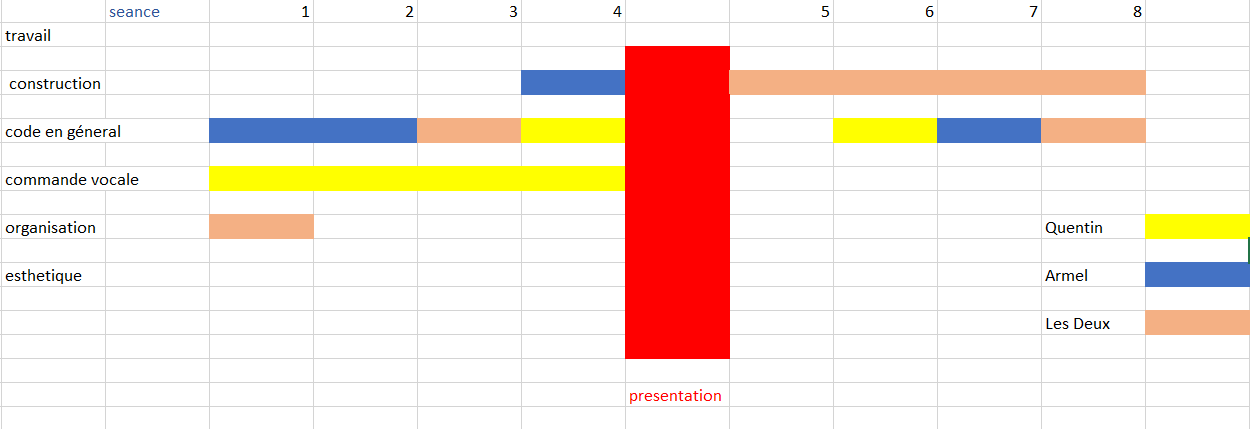 seance 1 2 3 4 5 6 7 8
travail
construction
code en géneral
commande vocale
organisation Quentin
esthetique Armel
Les Deux
presentation